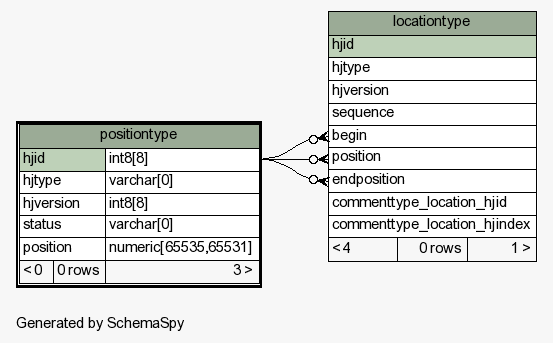 locationtype
hjid
hjtype
hjversion
sequence
begin
position
endposition
commenttype_location_hjid
commenttype_location_hjindex
< 4 0 rows 1 >
positiontype
hjid int8[8]
hjtype varchar[0]
hjversion int8[8]
status varchar[0]
position numeric[65535,65531]
< 0 0 rows 3 >
Generated by SchemaSpy